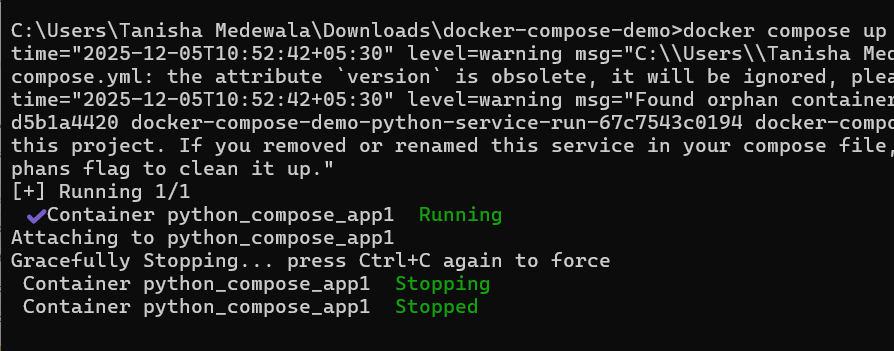 C:\Users\Tanisha Medewala\Downloads\docker-compose-demo>docker compose up
time="2025-12-05T10:52:42+05:30" level=warning msg="C:\\Users\\Tanisha Med
compose.yml: the attribute `version` is obsolete, it will be ignored, plea
time="2025-12-05T10:52:42+05:30" level=warning msg="Found orphan container
d5b1a4420 docker-compose-demo-python-service-run-67c7543c0194 docker-compo
this project. If you removed or renamed this service in your compose file,
phans flag to clean it up."
[+] Running 1/1
✔Container python_compose_app1  Running
Attaching to python_compose_app1
Gracefully Stopping... press Ctrl+C again to force
Container python_compose_app1  Stopping
Container python_compose_app1  Stopped